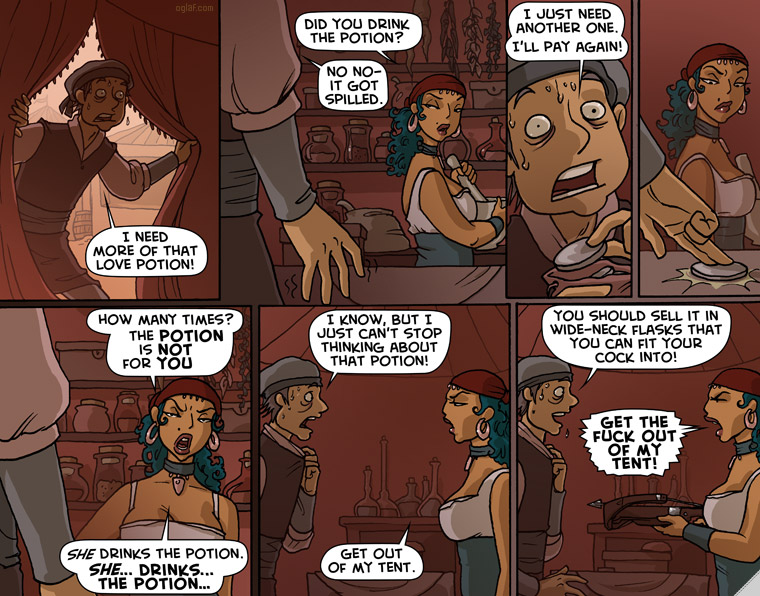 oglaf.com
I NEED
MORE OF THAT
LOVE POTION!
DID YOU DRINK
THE POTION?
NO NO-
IT GOT
SPILLED.
I JUST NEED
ANOTHER ONE.
I'LL PAY AGAIN!
HOW MANY TIMES?
THE POTION
IS NOT
FOR YOU
SHE DRINKS THE POTION.
SHE... DRINKS...
THE POTION...
I KNOW, BUT I
JUST CAN'T STOP
THINKING ABOUT
THAT POTION!
GET OUT
OF MY TENT.
YOU SHOULD SELL IT IN
WIDE-NECK FLASKS THAT
YOU CAN FIT YOUR
COCK INTO!
GET THE
FUCK OUT
OF MY
TENT!